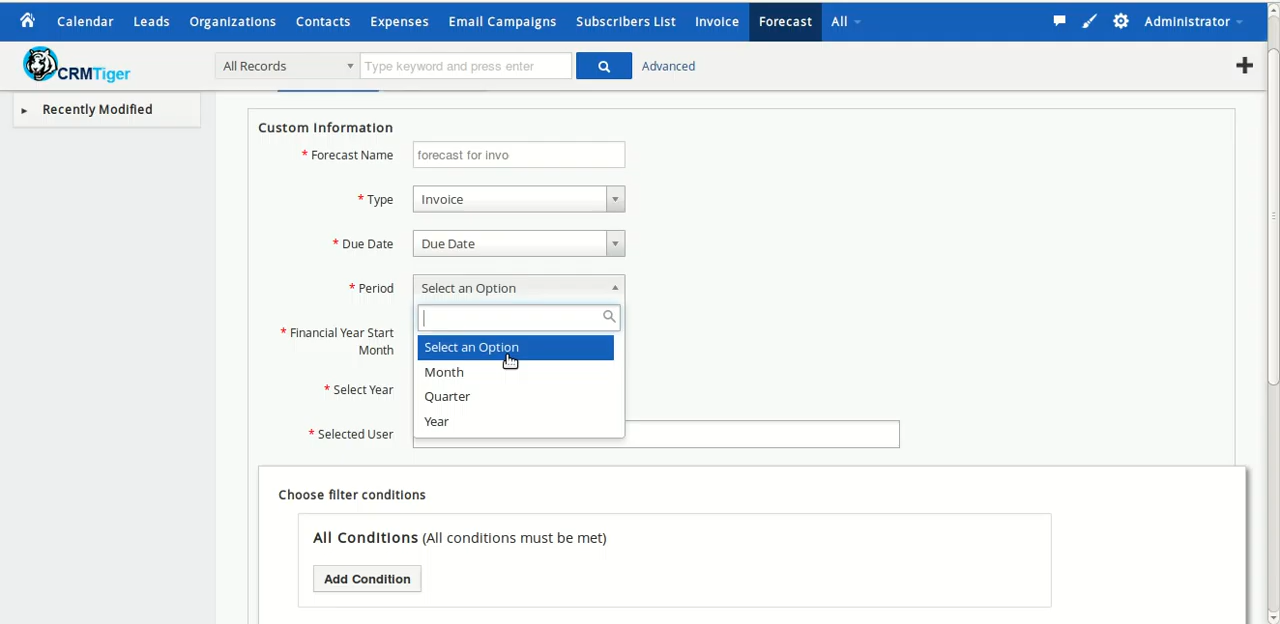 Calendar Leads Organizations Contacts Expenses Email Campaigns Subscribers List Invoice Forecast All Administrator
CRMTiger All Records Type keyword and press enter Advanced
Recently Modified
Custom Information
* Forecast Name forecast for invo
* Type Invoice
* Due Date Due Date
* Period Select an Option
* Financial Year Start
Month
Select an Option
Month
Quarter
Year
* Select Year
* Selected User
Choose filter conditions
All Conditions (All conditions must be met)
Add Condition